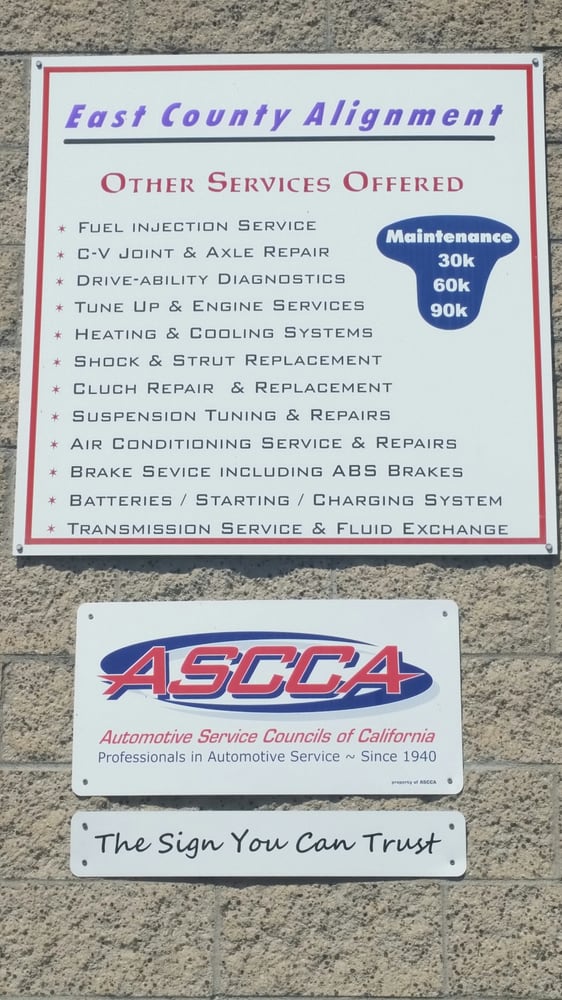 East County Alignment
Other Services Offered
* Fuel injection Service
* C-V Joint & Axle Repair
* Drive-ability Diagnostics
* Tune Up & Engine Services
* Heating & Cooling Systems
* Shock & Strut Replacement
* Cluch Repair & Replacement
* Suspension Tuning & Repairs
* Air Conditioning Service & Repairs
* Brake Sevice including ABS Brakes
* Batteries / Starting / Charging System
* Transmission Service & Fluid Exchange
Maintenance
30k
60k
90k
ASCCA
Automotive Service Councils of California
Professionals in Automotive Service ~ Since 1940
property of ASCCA
The Sign You Can Trust